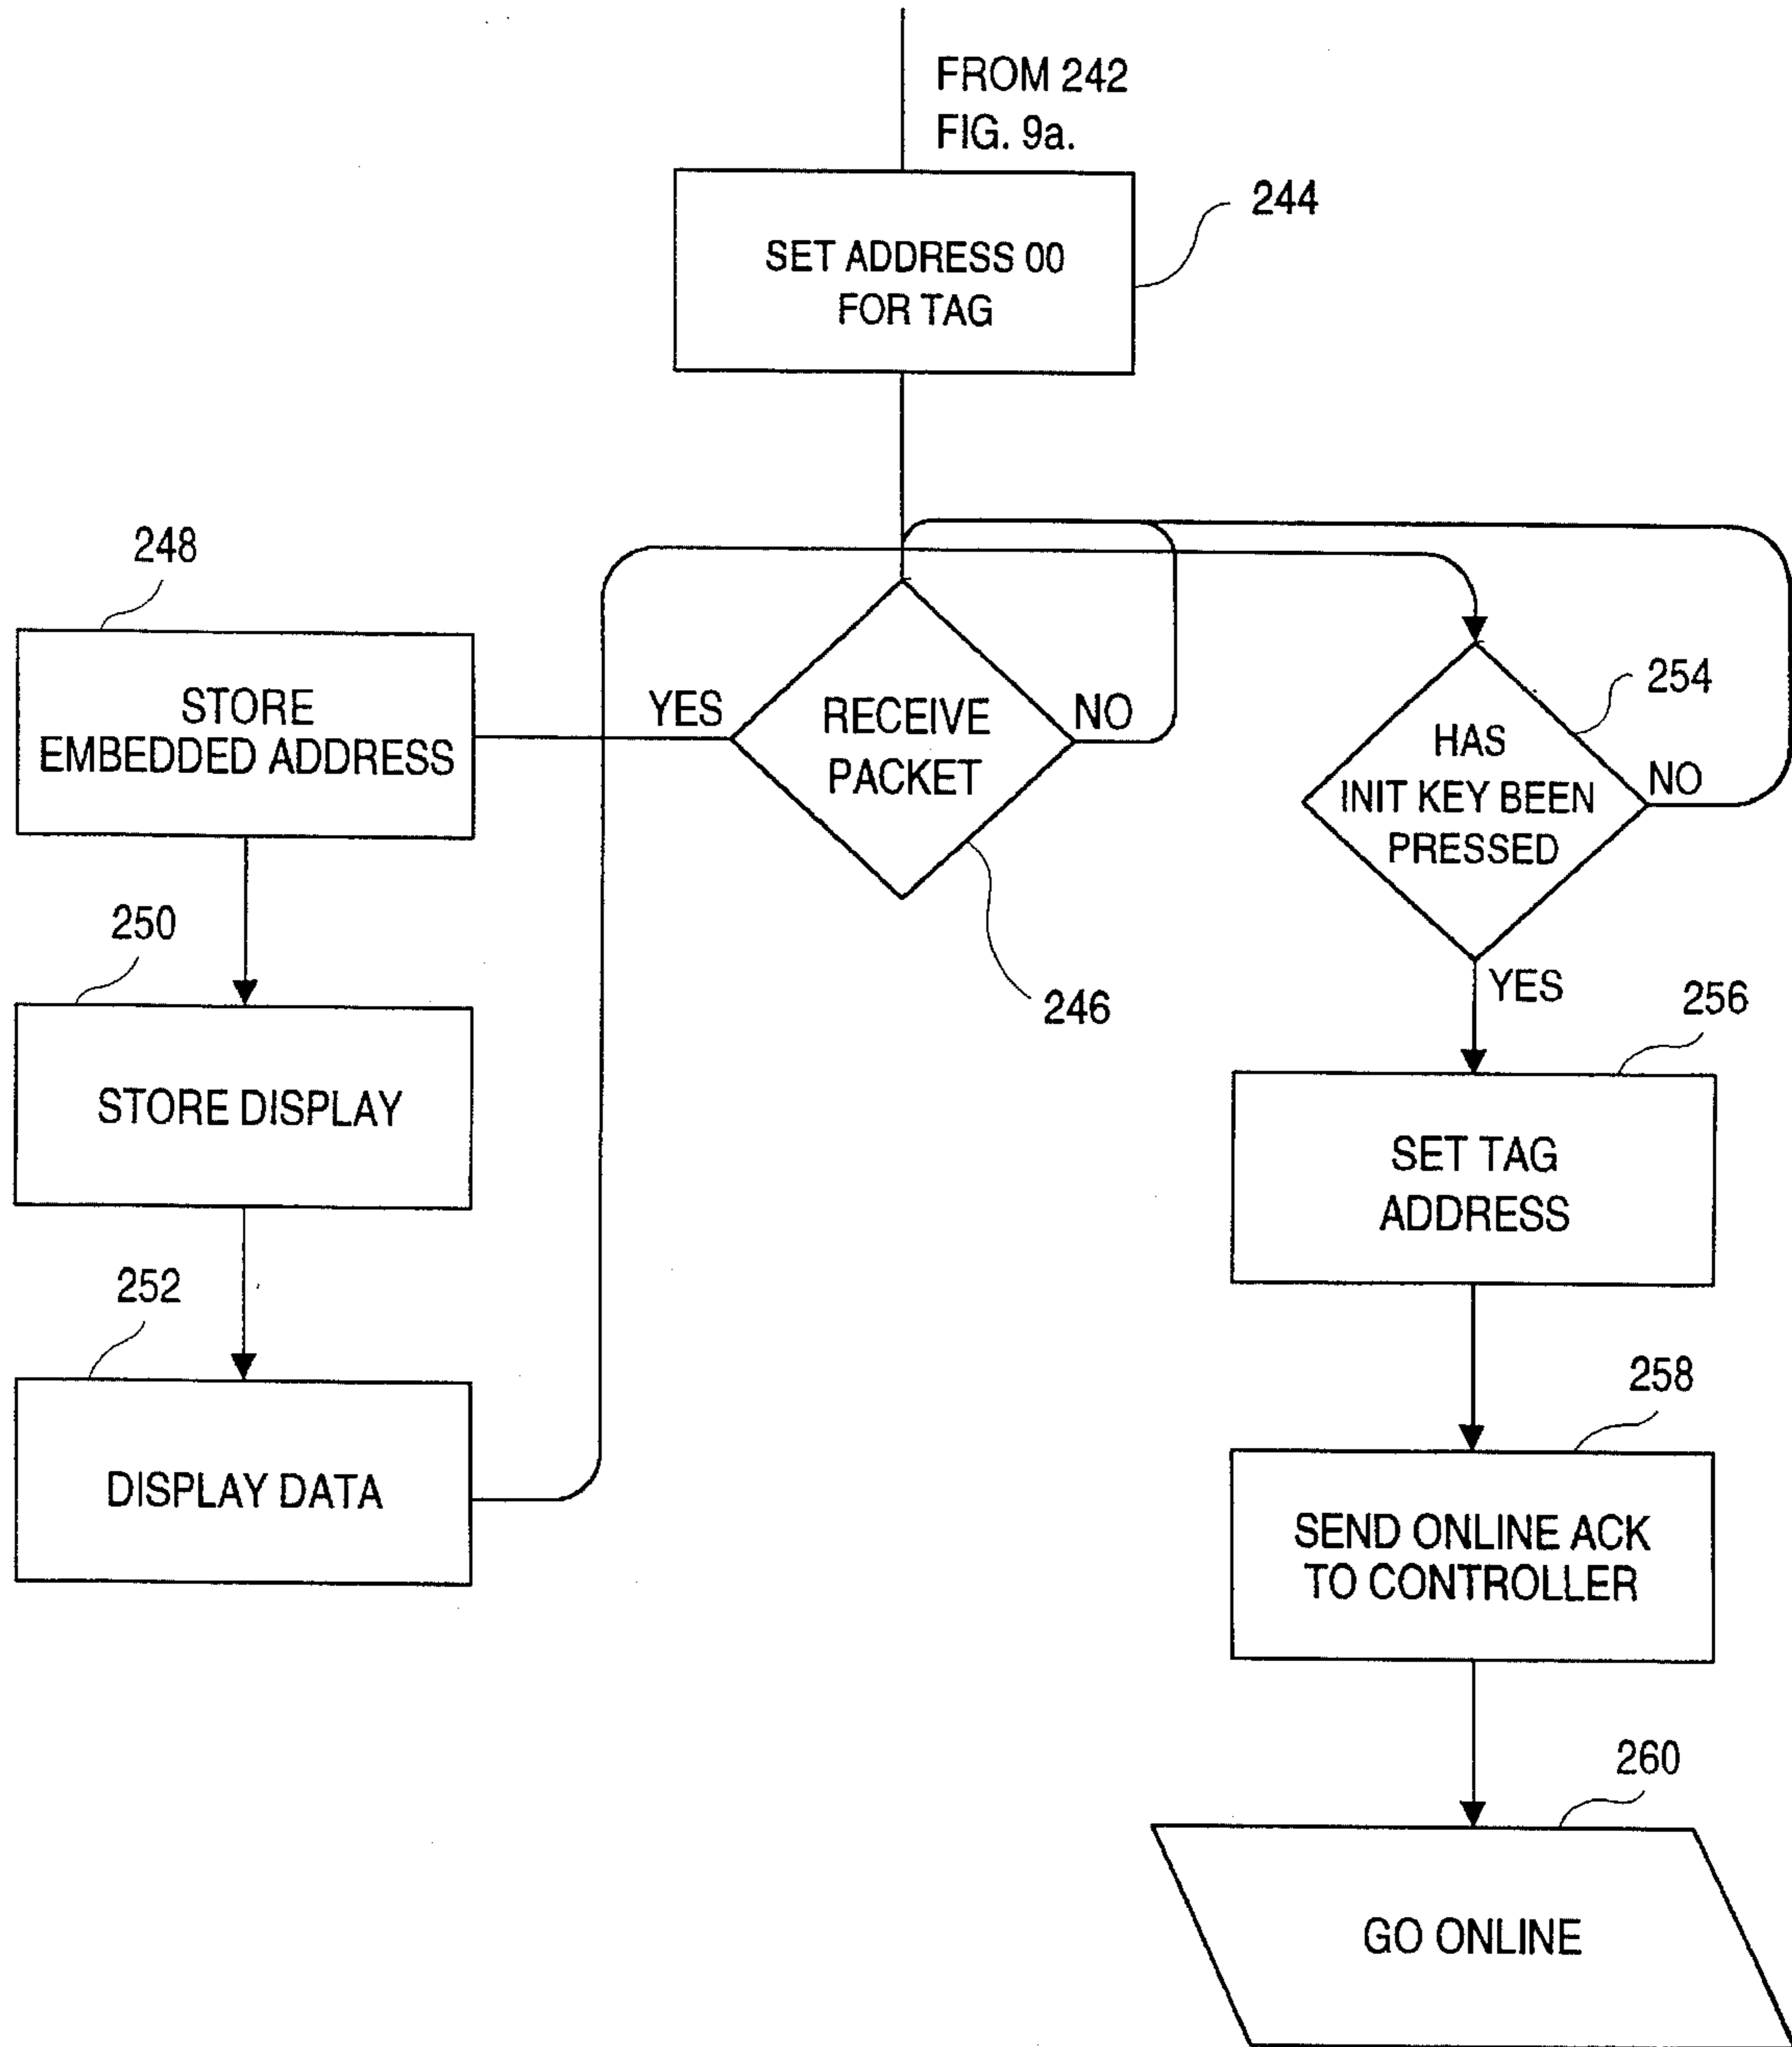 FROM 242
FIG. 9a.
244
SET ADDRESS 00
FOR TAG
248
STORE
EMBEDDED ADDRESS
YES
RECEIVE
PACKET
NO
246
254
HAS
INIT KEY BEEN
PRESSED
NO
YES
250
STORE DISPLAY
256
SET TAG
ADDRESS
252
DISPLAY DATA
258
SEND ONLINE ACK
TO CONTROLLER
260
GO ONLINE